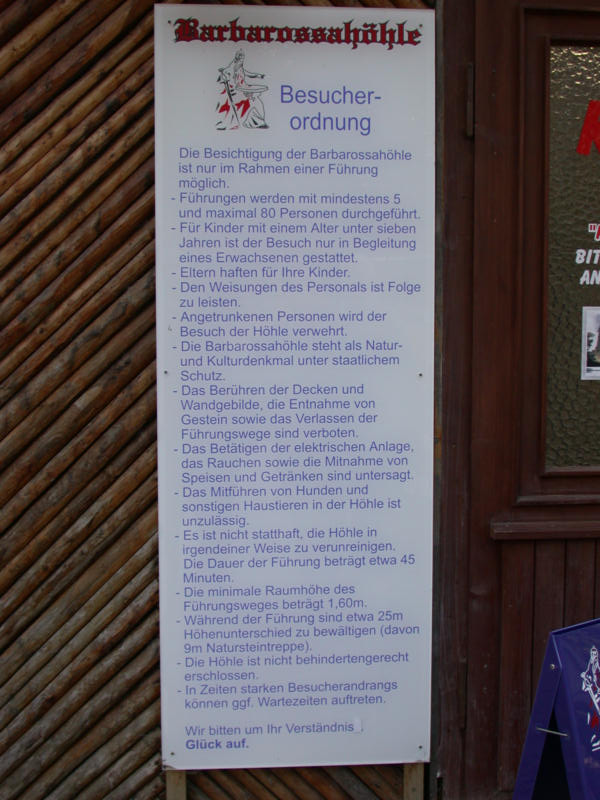 Barbarossahöhle
Besucher-
ordnung
Die Besichtigung der Barbarossahöhle
ist nur im Rahmen einer Führung
möglich.
- Führungen werden mit mindestens 5
und maximal 80 Personen durchgeführt.
- Für Kinder mit einem Alter unter sieben
Jahren ist der Besuch nur in Begleitung
eines Erwachsenen gestattet.
- Eltern haften für Ihre Kinder.
- Den Weisungen des Personals ist Folge
zu leisten.
- Angetrunkenen Personen wird der
Besuch der Höhle verwehrt.
- Die Barbarossahöhle steht als Natur-
und Kulturdenkmal unter staatlichem
Schutz.
- Das Berühren der Decken und
Wandgebilde, die Entnahme von
Gestein sowie das Verlassen der
Führungswege sind verboten.
- Das Betätigen der elektrischen Anlage,
das Rauchen sowie die Mitnahme von
Speisen und Getränken sind untersagt.
- Das Mitführen von Hunden und
sonstigen Haustieren in der Höhle ist
unzulässig.
- Es ist nicht statthaft, die Höhle in
irgendeiner Weise zu verunreinigen.
Die Dauer der Führung beträgt etwa 45
Minuten.
- Die minimale Raumhöhe des
Führungsweges beträgt 1,60m.
- Während der Führung sind etwa 25m
Höhenunterschied zu bewältigen (davon
9m Natursteintreppe).
- Die Höhle ist nicht behindertengerecht
erschlossen.
- In Zeiten starken Besucherandrangs
können ggf. Wartezeiten auftreten.
Wir bitten um Ihr Verständnis.
Glück auf.
BIT
AN